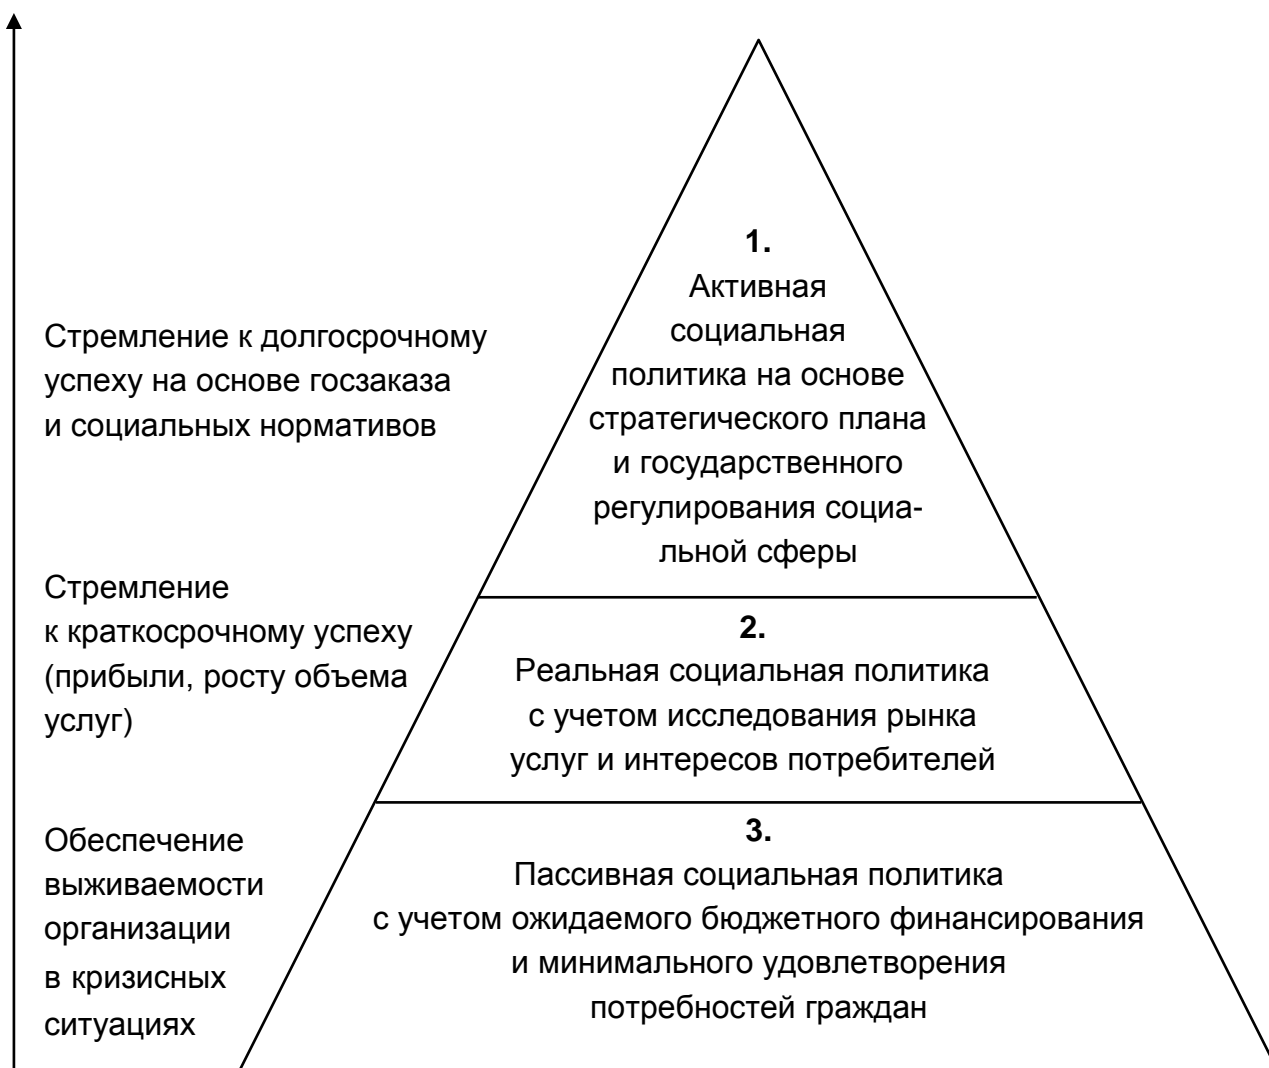 1.
Активная
социальная
политика на основе
стратегического плана
и государственного
регулирования социа-
льной сферы
Стремление к долгосрочному
успеху на основе госзаказа
и социальных нормативов
2.
Реальная социальная политика
с учетом исследования рынка
услуг и интересов потребителей
Стремление
к краткосрочному успеху
(прибыли, росту объема
услуг)
3.
Пассивная социальная политика
с учетом ожидаемого бюджетного финансирования
и минимального удовлетворения
потребностей граждан
Обеспечение
выживаемости
организации
в кризисных
ситуациях